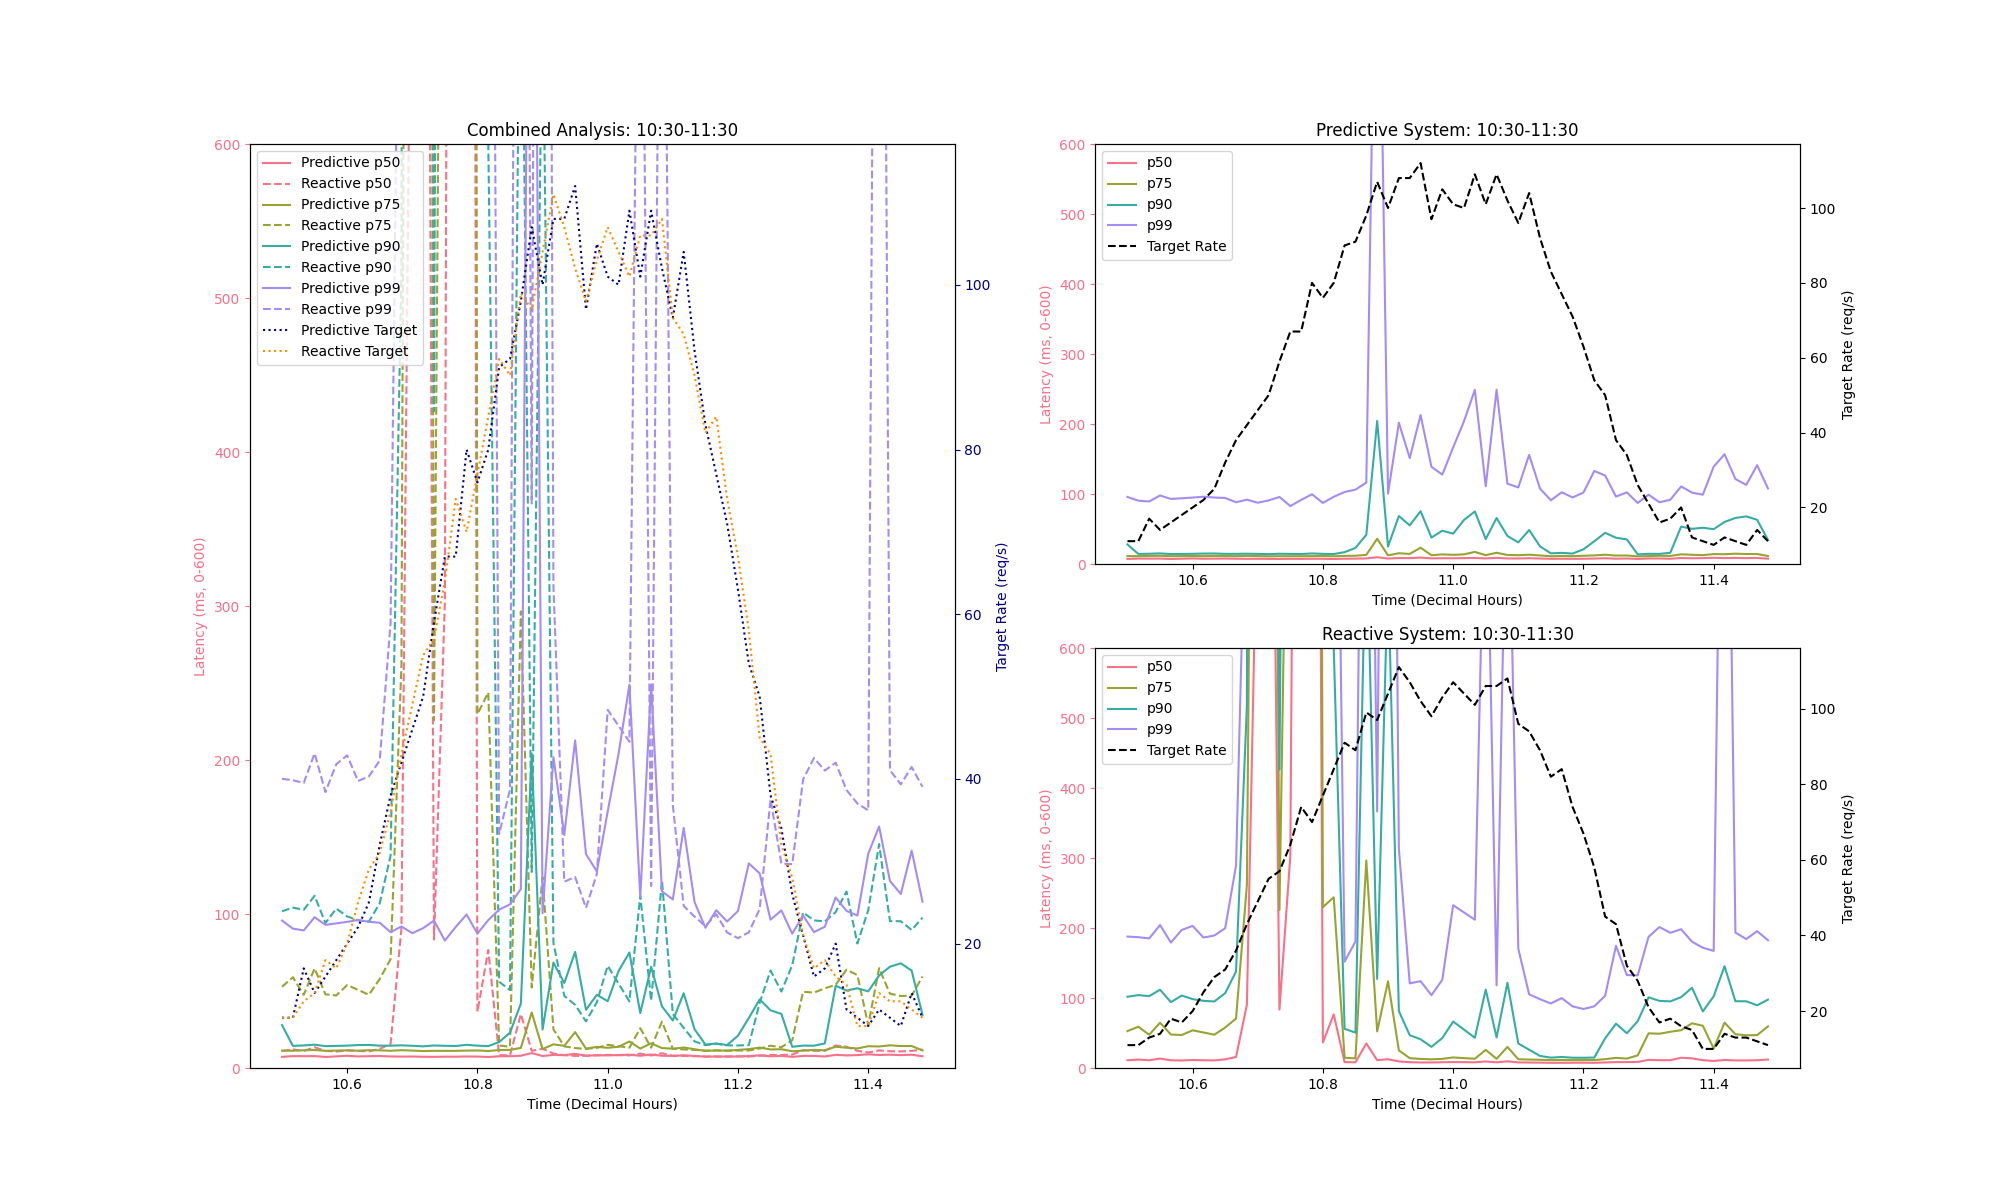 Combined Analysis: 10:30-11:30
600
500
400
300
200
100
0
Latency (ms, 0-600)
Predictive p50
Reactive p50
Predictive p75
Reactive p75
Predictive p90
Reactive p90
Predictive p99
Reactive p99
Predictive Target
Reactive Target
100
80
60
40
20
Target Rate (req/s)
10.6 10.8 11.0 11.2 11.4
Time (Decimal Hours)
Predictive System: 10:30-11:30
600
500
400
300
200
100
0
Latency (ms, 0-600)
p50
p75
p90
p99
Target Rate
100
80
60
40
20
Target Rate (req/s)
10.6 10.8 11.0 11.2 11.4
Time (Decimal Hours)
Reactive System: 10:30-11:30
600
500
400
300
200
100
0
Latency (ms, 0-600)
p50
p75
p90
p99
Target Rate
100
80
60
40
20
Target Rate (req/s)
10.6 10.8 11.0 11.2 11.4
Time (Decimal Hours)